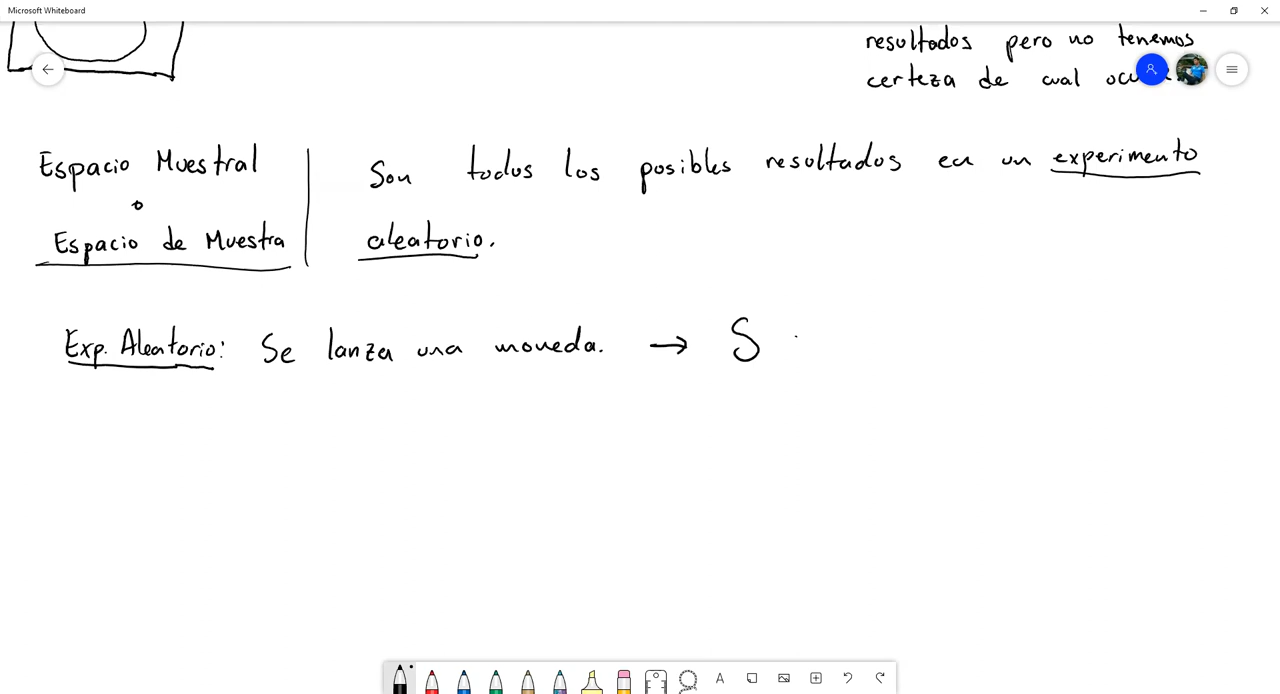 Microsoft Whiteboard
resultados pero no tenemos
certeza de cual
Espacio Muestral
o
Espacio de Muestra
Son todos los posibles resultados en un experimento
aleatorio.
Exp. Aleatorio: Se lanza una moneda. → S
A